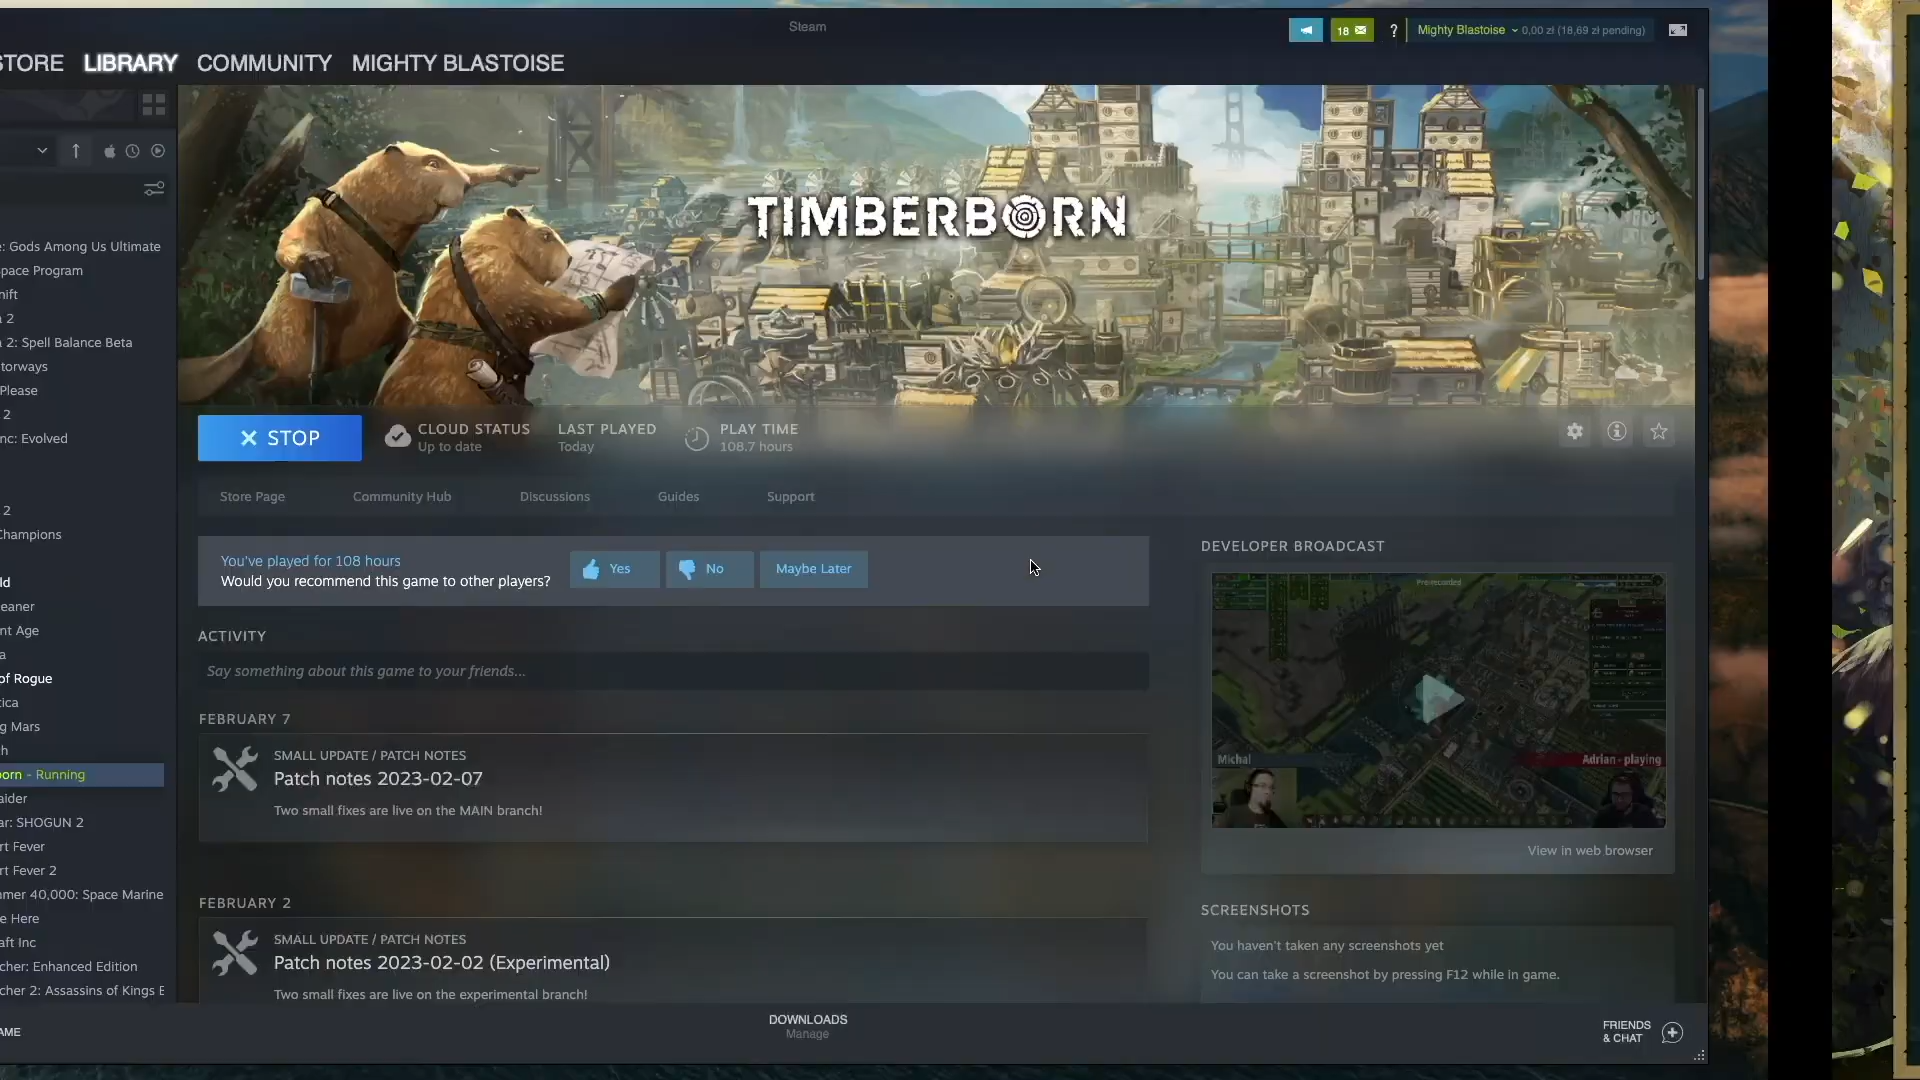 Steam
18
?
Mighty Blastoise
0,00 zł (18,69 zł pending)
STORE
LIBRARY
COMMUNITY
MIGHTY BLASTOISE
TIMBERBORN
STOP
CLOUD STATUS
Up to date
LAST PLAYED
Today
PLAY TIME
108.7 hours
Store Page
Community Hub
Discussions
Guides
Support
You've played for 108 hours
Would you recommend this game to other players?
Yes
No
Maybe Later
ACTIVITY
Say something about this game to your friends...
FEBRUARY 7
SMALL UPDATE / PATCH NOTES
Patch notes 2023-02-07
Two small fixes are live on the MAIN branch!
FEBRUARY 2
SMALL UPDATE / PATCH NOTES
Patch notes 2023-02-02 (Experimental)
Two small fixes are live on the experimental branch!
DEVELOPER BROADCAST
Pre-recorded
Michal
Adrian - playing
View in web browser
SCREENSHOTS
You haven't taken any screenshots yet
You can take a screenshot by pressing F12 while in game.
: Gods Among Us Ultimate
pace Program
nift
2
2: Spell Balance Beta
torways
Please
2
nc: Evolved
2
Champions
ld
eaner
nt Age
a
of Rogue
tica
g Mars
h
orn - Running
aider
ar: SHOGUN 2
rt Fever
rt Fever 2
mer 40,000: Space Marine
e Here
aft Inc
cher: Enhanced Edition
cher 2: Assassins of Kings E
AME
DOWNLOADS
Manage
FRIENDS
& CHAT